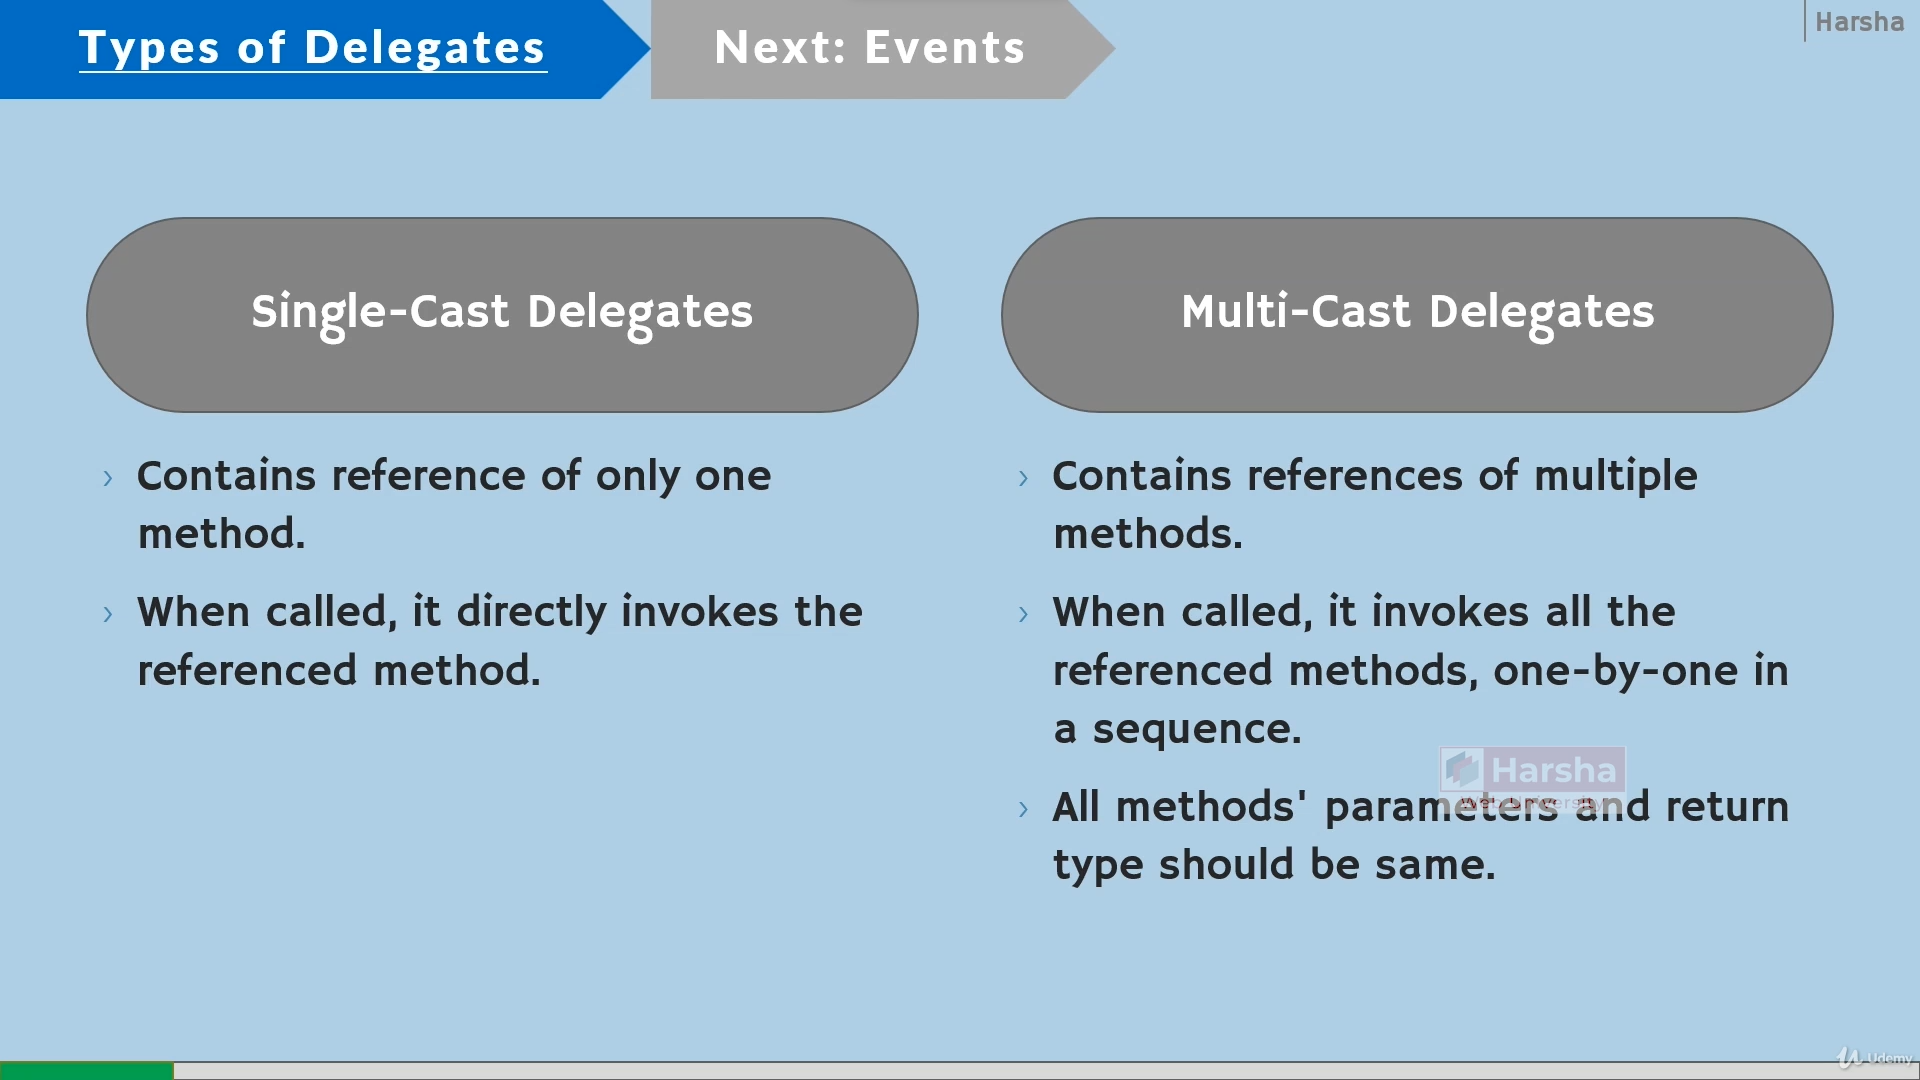 Types of Delegates
Next: Events
Harsha
Single-Cast Delegates
Contains reference of only one
method.
When called, it directly invokes the
referenced method.
Multi-Cast Delegates
Contains references of multiple
methods.
When called, it invokes all the
referenced methods, one-by-one in
a sequence.
Harsha
Web University
All methods' parameters and return
type should be same.
Udemy